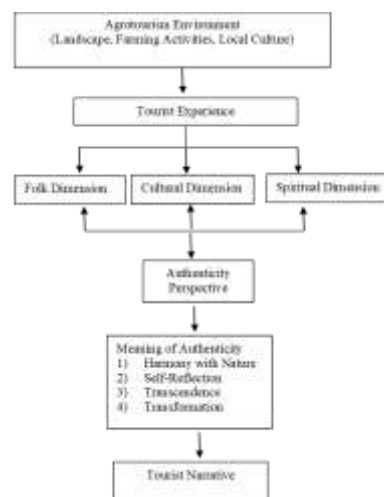 Agrotourism Environment
(Landscape, Farming Activities, Local Culture)
Tourist Experience
Folk Dimension
Cultural Dimension
Spiritual Dimension
Authenticity
Perspective
Meaning of Authenticity
1) Harmony with Nature
2) Self-Reflection
3) Transcendence
4) Transformation
Tourist Narrative